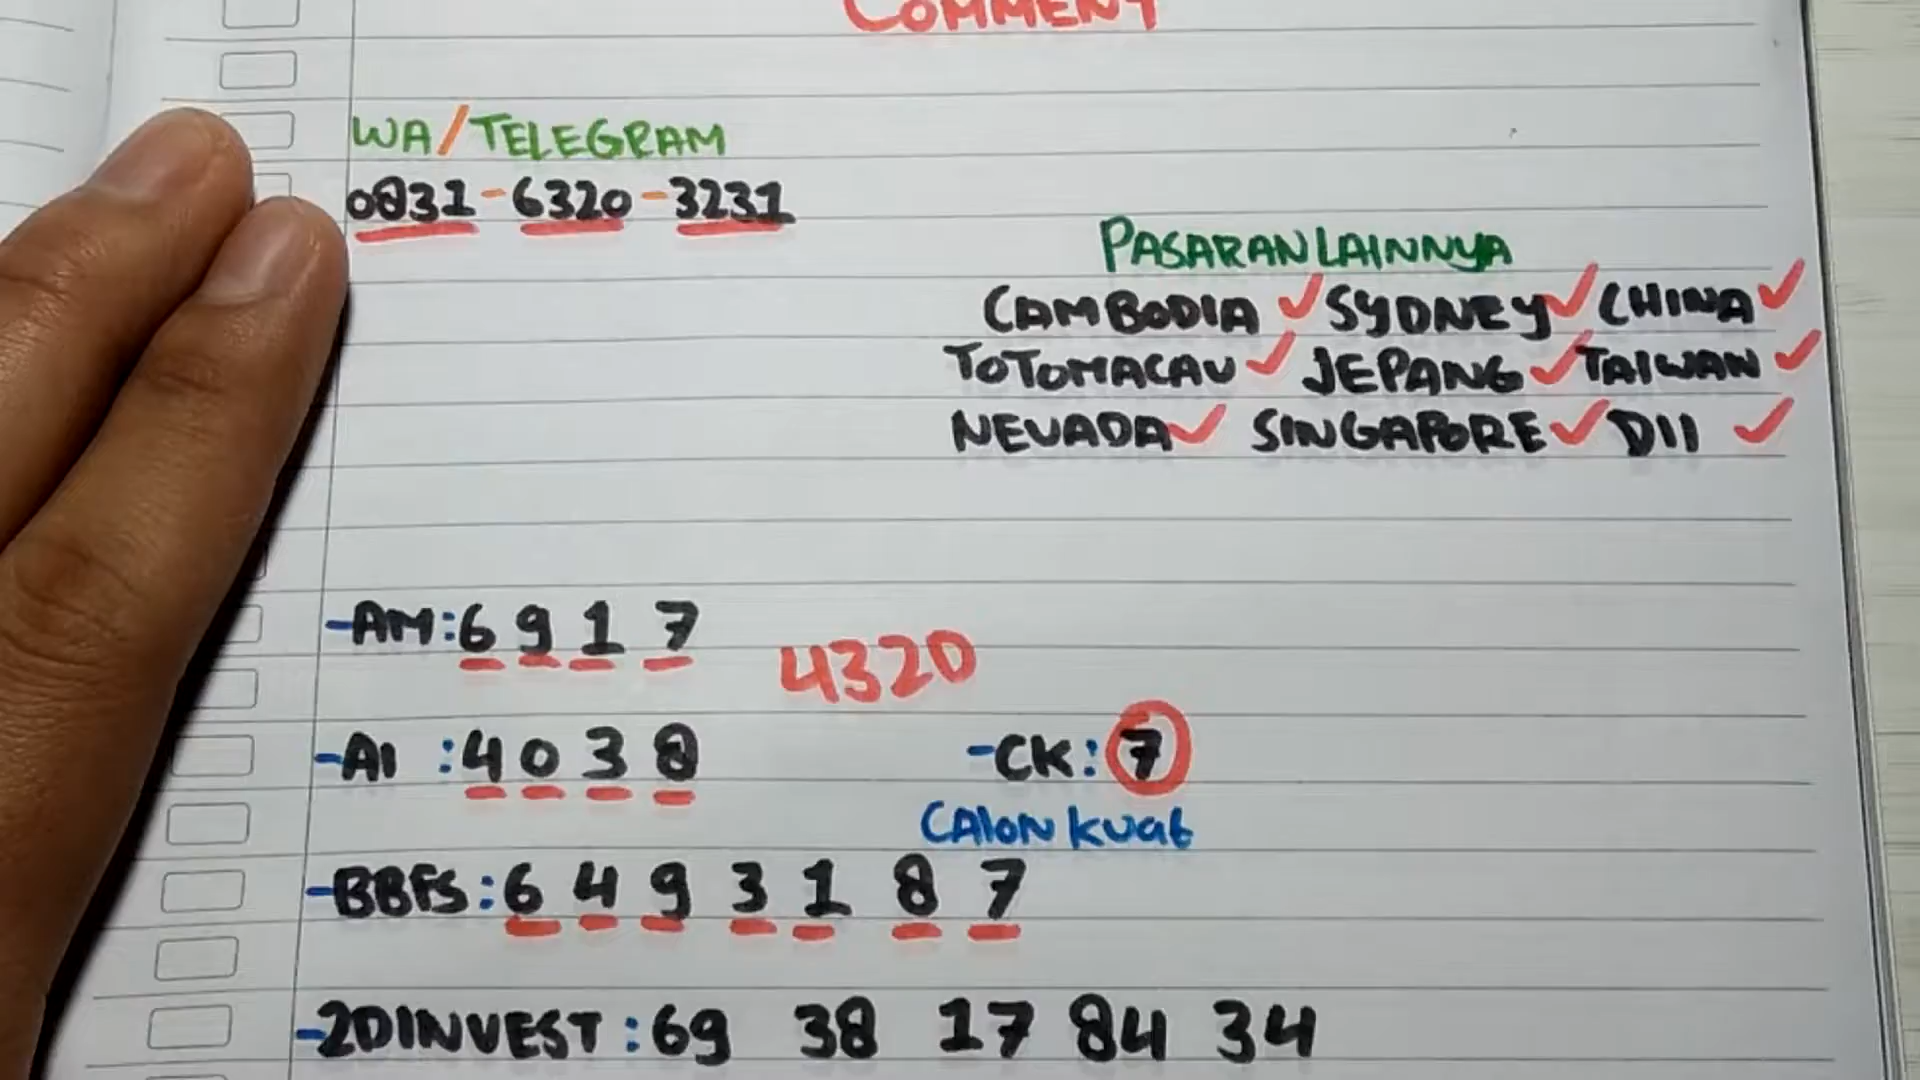 COMMENT
WA/TELEGRAM
0831-6320-3231
PASARAN LAINNYA
CAMBODIA ✓ SYDNEY ✓ CHINA ✓
TOTOMACAU ✓ JEPANG ✓ TAIWAN ✓
NEVADA ✓ SINGAPORE ✓ Dll ✓
-AM: 6 9 1 7
4320
-AI : 4 0 3 8
-CK: 7
CALON KUAt
-BBFS: 6 4 9 3 1 8 7
-2DINVEST: 69 38 17 84 34